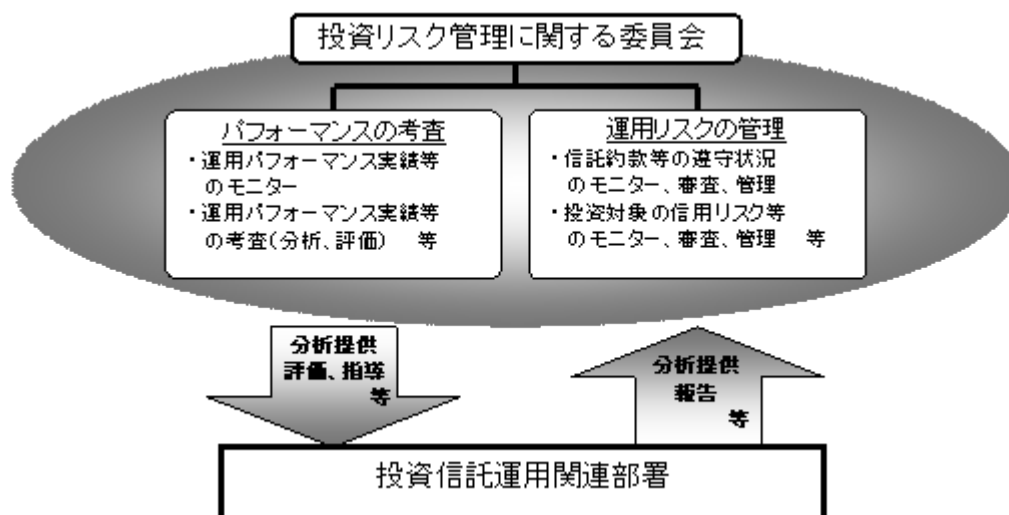 投資リスク管理に関する委員会
パフォーマンスの考査
・運用パフォーマンス実績等
のモニター
・運用パフォーマンス実績等
の考査(分析、評価) 等
運用リスクの管理
・信託約款等の遵守状況
のモニター、審査、管理
・投資対象の信用リスク等
のモニター、審査、管理 等
分析提供
評価、指導
等
分析提供
報告
等
投資信託運用関連部署